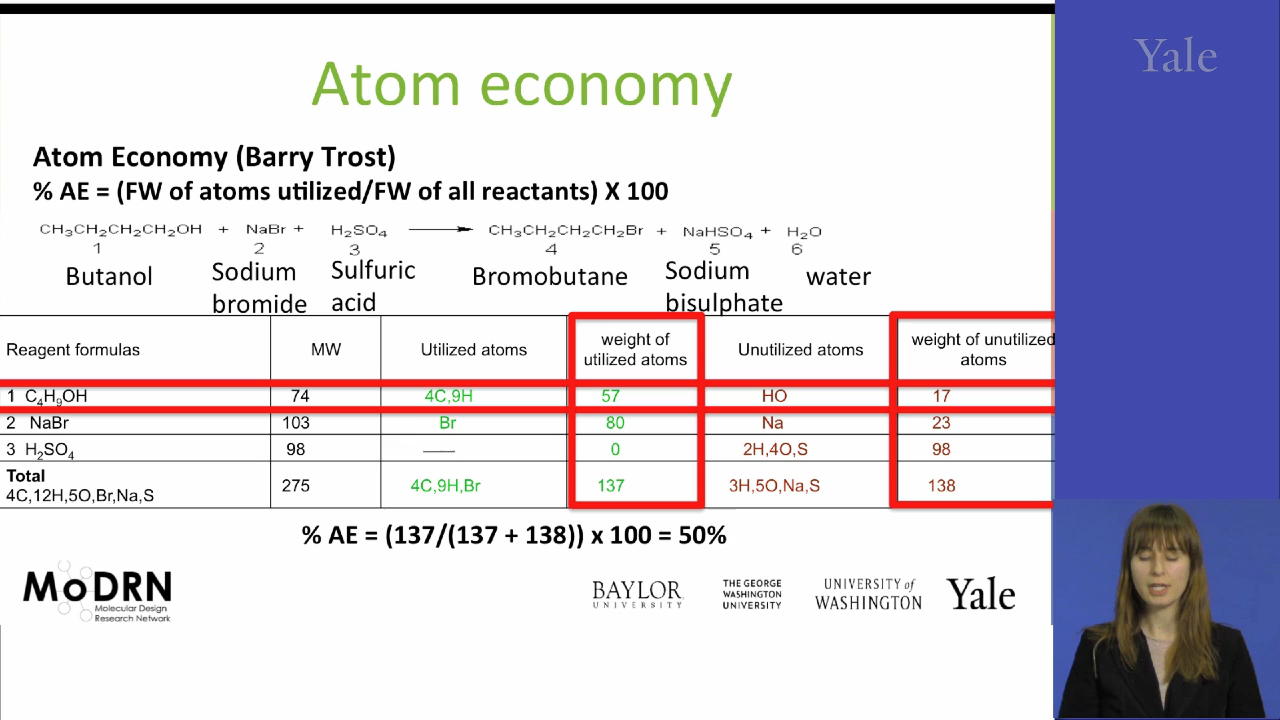 Yale
Atom economy
Atom Economy (Barry Trost)
% AE = (FW of atoms utilized/FW of all reactants) X 100
CH₃CH₂CH₂CH₂OH + NaBr + H₂SO₄ CH₃CH₂CH₂CH₂Br + NaHSO₄ + H₂O
1 2 3 4 5 6
Butanol Sodium bromide Sulfuric acid Bromobutane Sodium bisulphate water
Reagent formulas MW Utilized atoms weight of utilized atoms Unutilized atoms weight of unutilized atoms
1 C₄H₉OH 74 4C,9H 57 HO 17
2 NaBr 103 Br 80 Na 23
3 H₂SO₄ 98 — 0 2H,4O,S 98
Total
4C,12H,5O,Br,Na,S 275 4C,9H,Br 137 3H,5O,Na,S 138
% AE = (137/(137 + 138)) x 100 = 50%
MoDRN
Molecular Design
Research Network
BAYLOR
UNIVERSITY
THE GEORGE
WASHINGTON
UNIVERSITY
UNIVERSITY of
WASHINGTON
Yale